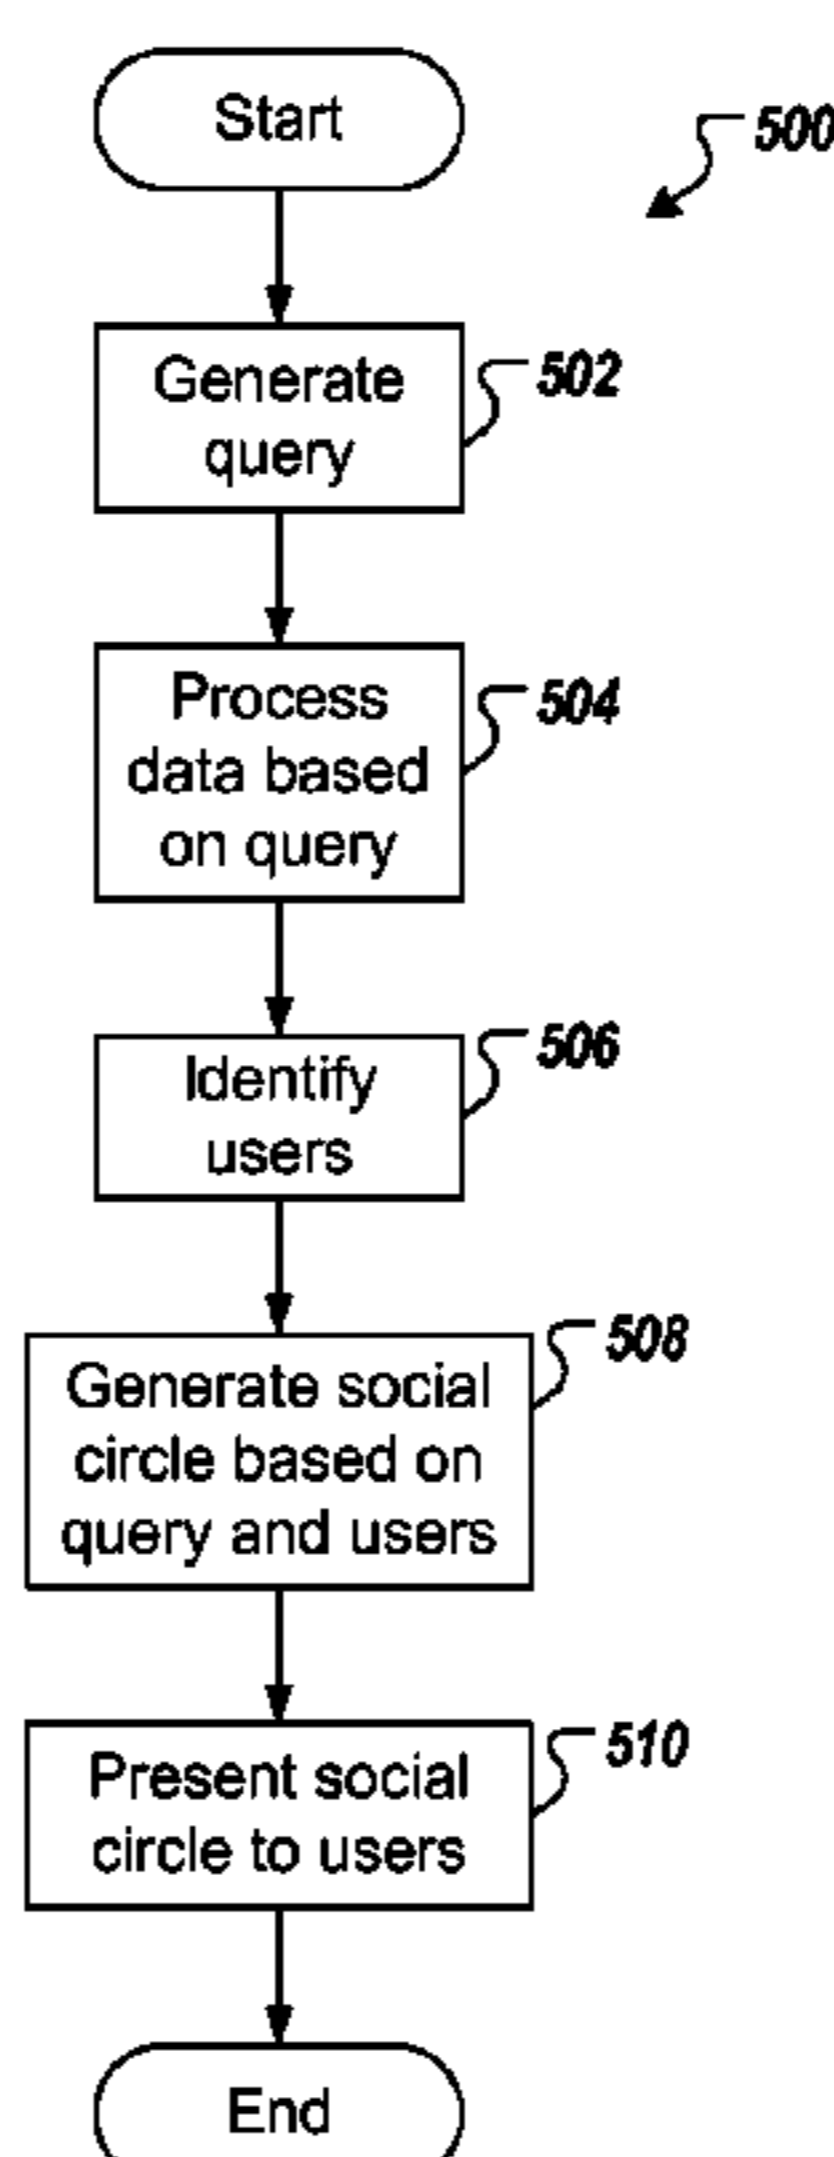 Start
500
Generate
query
502
Process
data based
on query
504
Identify
users
506
Generate social
circle based on
query and users
508
Present social
circle to users
510
End